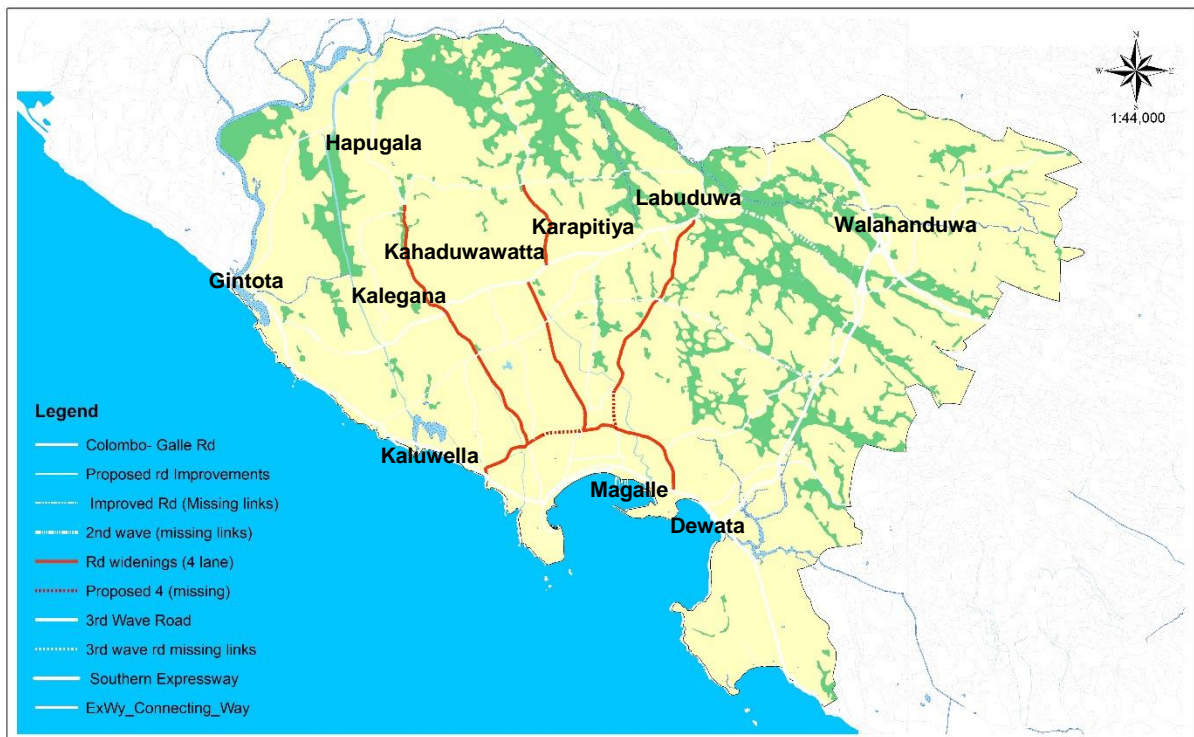 N
W
E
S
1:44,000
Hapugala
Labuduwa
Karapitiya
Walahanduwa
Kahaduwawatta
Gintota
Kalegana
Legend
Colombo- Galle Rd
Proposed rd Improvements
Improved Rd (Missing links)
2nd wave (missing links)
Rd widenings (4 lane)
Proposed 4 (missing)
3rd Wave Road
3rd wave rd missing links
Southern Expressway
ExWy_Connecting_Way
Kaluwella
Magalle
Dewata